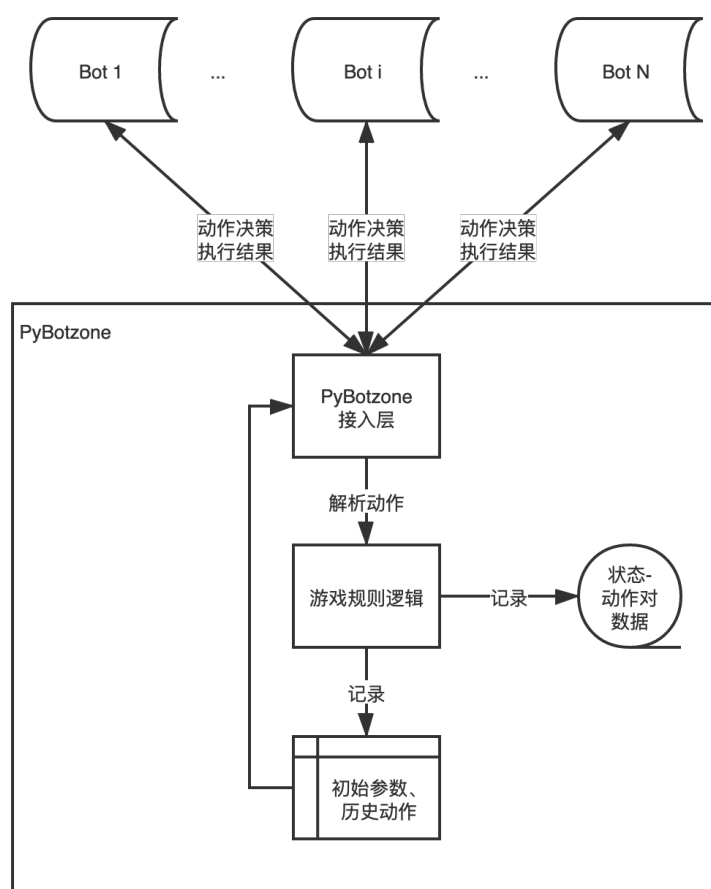 Bot 1
...
Bot i
...
Bot N
动作决策
执行结果
动作决策
执行结果
动作决策
执行结果
PyBotzone
PyBotzone
接入层
解析动作
游戏规则逻辑
记录
状态-
动作对
数据
记录
初始参数、
历史动作